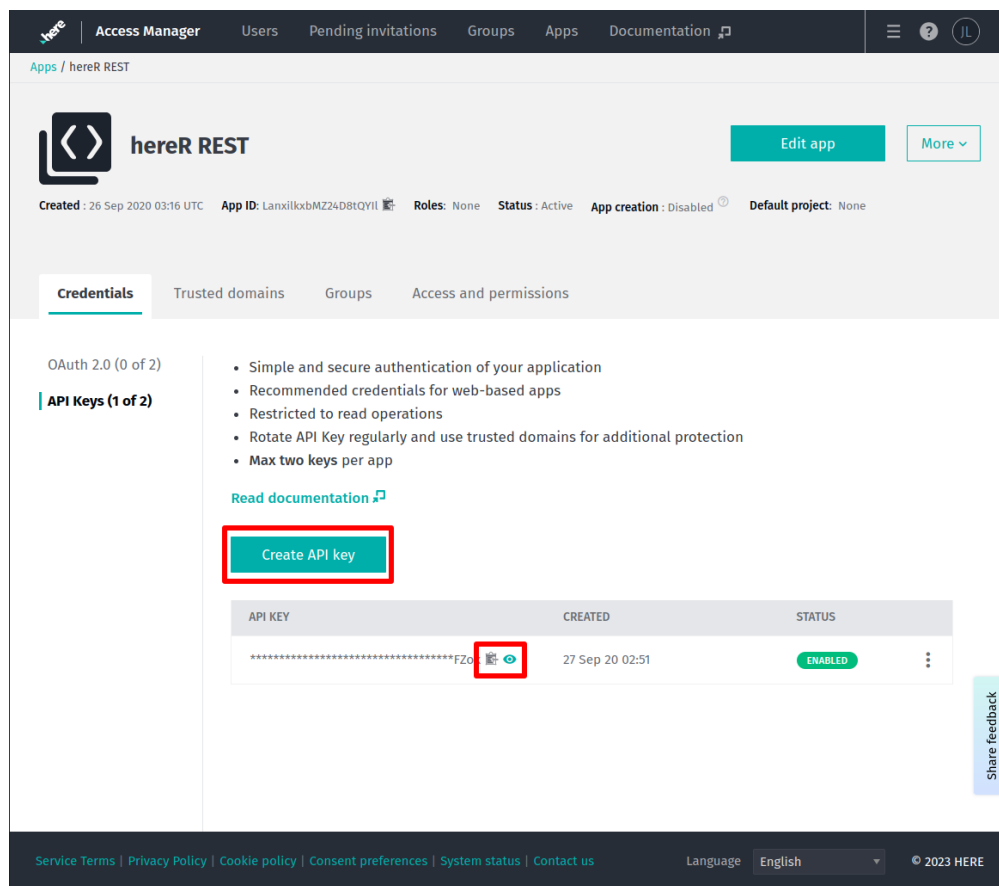 here Access Manager Users Pending invitations Groups Apps Documentation JL
Apps / hereR REST
hereR REST
Edit app
More
Created : 26 Sep 2020 03:16 UTC App ID: LanxilkxbMZ24D8tQYIl Roles: None Status : Active App creation : Disabled Default project: None
Credentials Trusted domains Groups Access and permissions
OAuth 2.0 (0 of 2)
API Keys (1 of 2)
• Simple and secure authentication of your application
• Recommended credentials for web-based apps
• Restricted to read operations
• Rotate API Key regularly and use trusted domains for additional protection
• Max two keys per app
Read documentation
Create API key
API KEY CREATED STATUS
***********************************FZo 27 Sep 20 02:51 ENABLED
Share feedback
Service Terms | Privacy Policy | Cookie policy | Consent preferences | System status | Contact us Language English © 2023 HERE